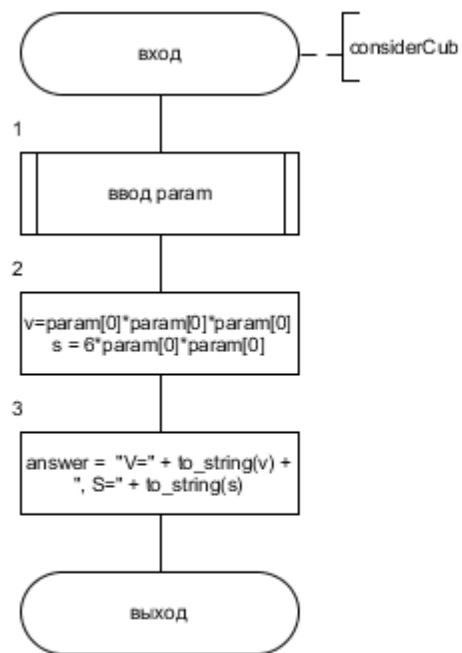 вход
considerCub
1
ввод param
2
v=param[0]*param[0]*param[0]
s = 6*param[0]*param[0]
3
answer = "V=" + to_string(v) +
", S=" + to_string(s)
выход